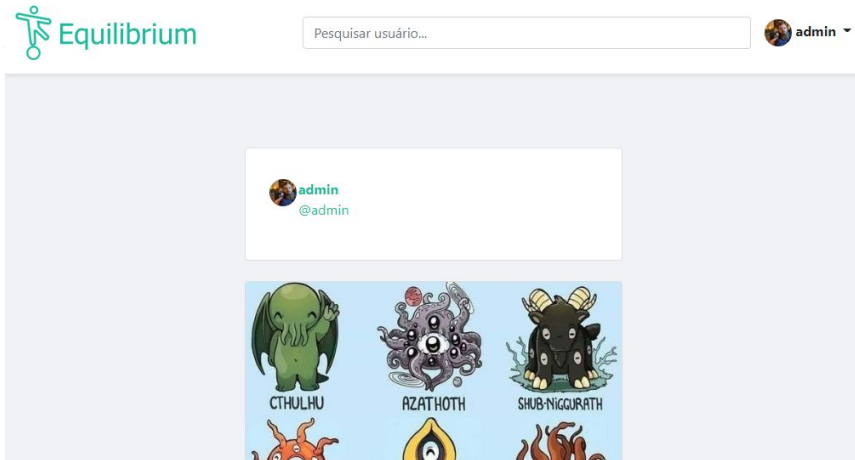 Equilibrium
Pesquisar usuário...
admin
admin
@admin
CTHULHU
AZATHOTH
SHUB-NIGGURATH